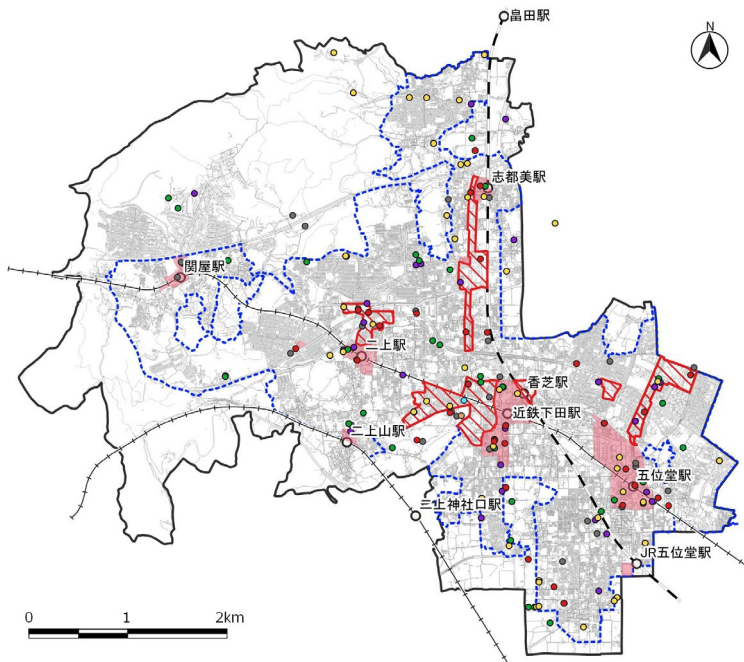 畠田駅
N
志都美駅
関屋駅
二上駅
香芝駅
近鉄下田駅
二上山駅
五位堂駅
二上神社口駅
JR五位堂駅
0 1 2km